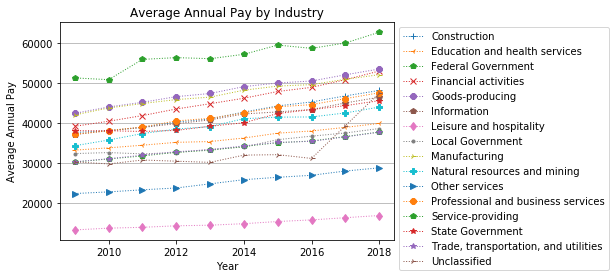 Average Annual Pay by Industry
60000
50000
40000
30000
20000
Average Annual Pay
2010
2012
2014
2016
2018
Year
Construction
Education and health services
Federal Government
Financial activities
Goods-producing
Information
Leisure and hospitality
Local Government
Manufacturing
Natural resources and mining
Other services
Professional and business services
Service-providing
State Government
Trade, transportation, and utilities
Unclassified